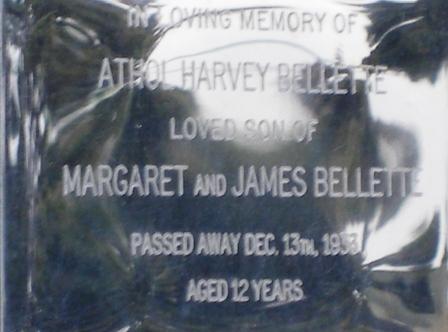 IN LOVING MEMORY OF
ATHOL HARVEY BELLETTE
LOVED SON OF
MARGARET AND JAMES BELLETTE
PASSED AWAY DEC. 13TH,
AGED 12 YEARS